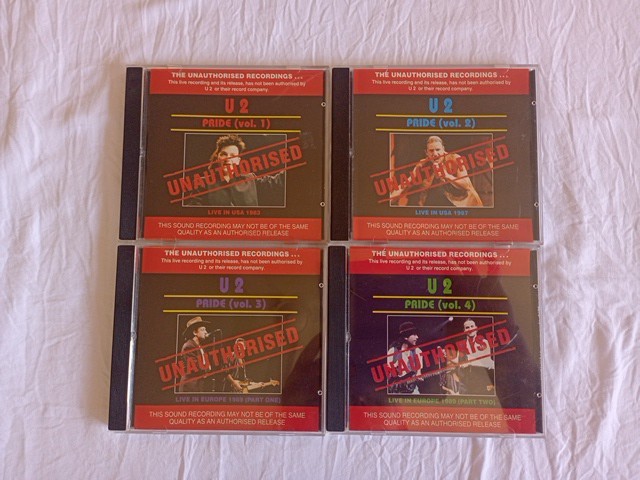 THE UNAUTHORISED RECORDINGS . . .
This live recording and its release, has not been authorised by
U 2 or their record company.
U 2
PRIDE (vol. 1)
UNAUTHORISED
LIVE IN USA 1983
THIS SOUND RECORDING MAY NOT BE OF THE SAME
QUALITY AS AN AUTHORISED RELEASE
THE UNAUTHORISED RECORDINGS . . .
This live recording and its release, has not been authorised by
U 2 or their record company.
U 2
PRIDE (vol. 2)
UNAUTHORISED
LIVE IN USA 1987
THIS SOUND RECORDING MAY NOT BE OF THE SAME
QUALITY AS AN AUTHORISED RELEASE
THE UNAUTHORISED RECORDINGS . . .
This live recording and its release, has not been authorised by
U 2 or their record company.
U 2
PRIDE (vol. 3)
UNAUTHORISED
LIVE IN EUROPE 1989 (PART ONE)
THIS SOUND RECORDING MAY NOT BE OF THE SAME
QUALITY AS AN AUTHORISED RELEASE
THE UNAUTHORISED RECORDINGS . . .
This live recording and its release, has not been authorised by
U 2 or their record company.
U 2
PRIDE (vol. 4)
UNAUTHORISED
LIVE IN EUROPE 1989 (PART TWO)
THIS SOUND RECORDING MAY NOT BE OF THE SAME
QUALITY AS AN AUTHORISED RELEASE